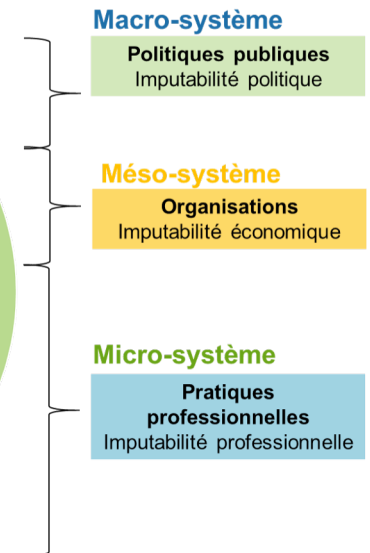 Macro-système
Politiques publiques
Imputabilité politique
Méso-système
Organisations
Imputabilité économique
Micro-système
Pratiques
professionnelles
Imputabilité professionnelle